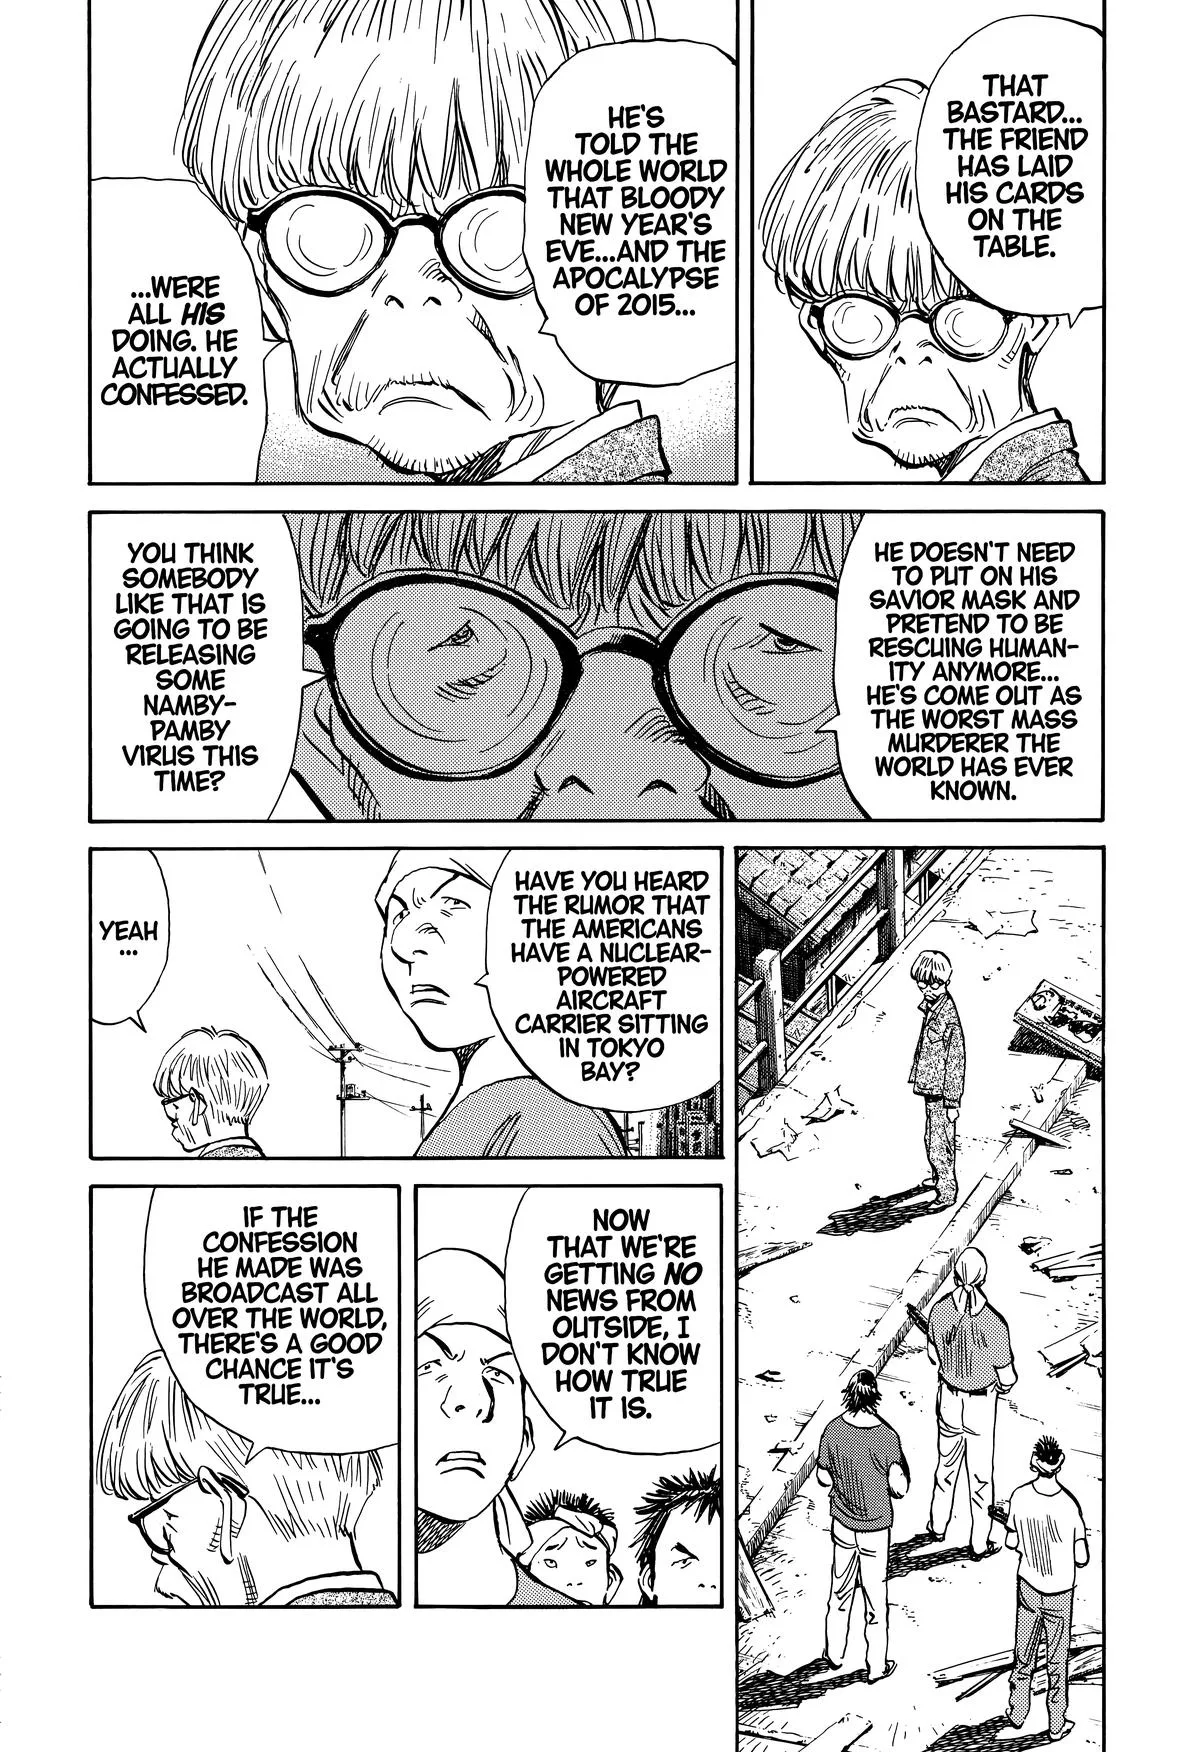 THAT
BASTARD...
THE FRIEND
HAS LAID
HIS CARDS
ON THE
TABLE.
HE'S
TOLD THE
WHOLE WORLD
THAT BLOODY
NEW YEAR'S
EVE...AND THE
APOCALYPSE
OF 2015...
...WERE
ALL HIS
DOING. HE
ACTUALLY
CONFESSED.
HE DOESN'T NEED
TO PUT ON HIS
SAVIOR MASK AND
PRETEND TO BE
RESCUING HUMAN-
ITY ANYMORE...
HE'S COME OUT AS
THE WORST MASS
MURDERER THE
WORLD HAS EVER
KNOWN.
YOU THINK
SOMEBODY
LIKE THAT IS
GOING TO BE
RELEASING
SOME
NAMBY-
PAMBY
VIRUS THIS
TIME?
HAVE YOU HEARD
THE RUMOR THAT
THE AMERICANS
HAVE A NUCLEAR-
POWERED
AIRCRAFT
CARRIER SITTING
IN TOKYO
BAY?
YEAH
...
NOW
THAT WE'RE
GETTING NO
NEWS FROM
OUTSIDE, I
DON'T KNOW
HOW TRUE
IT IS.
IF THE
CONFESSION
HE MADE WAS
BROADCAST ALL
OVER THE WORLD,
THERE'S A GOOD
CHANCE IT'S
TRUE...